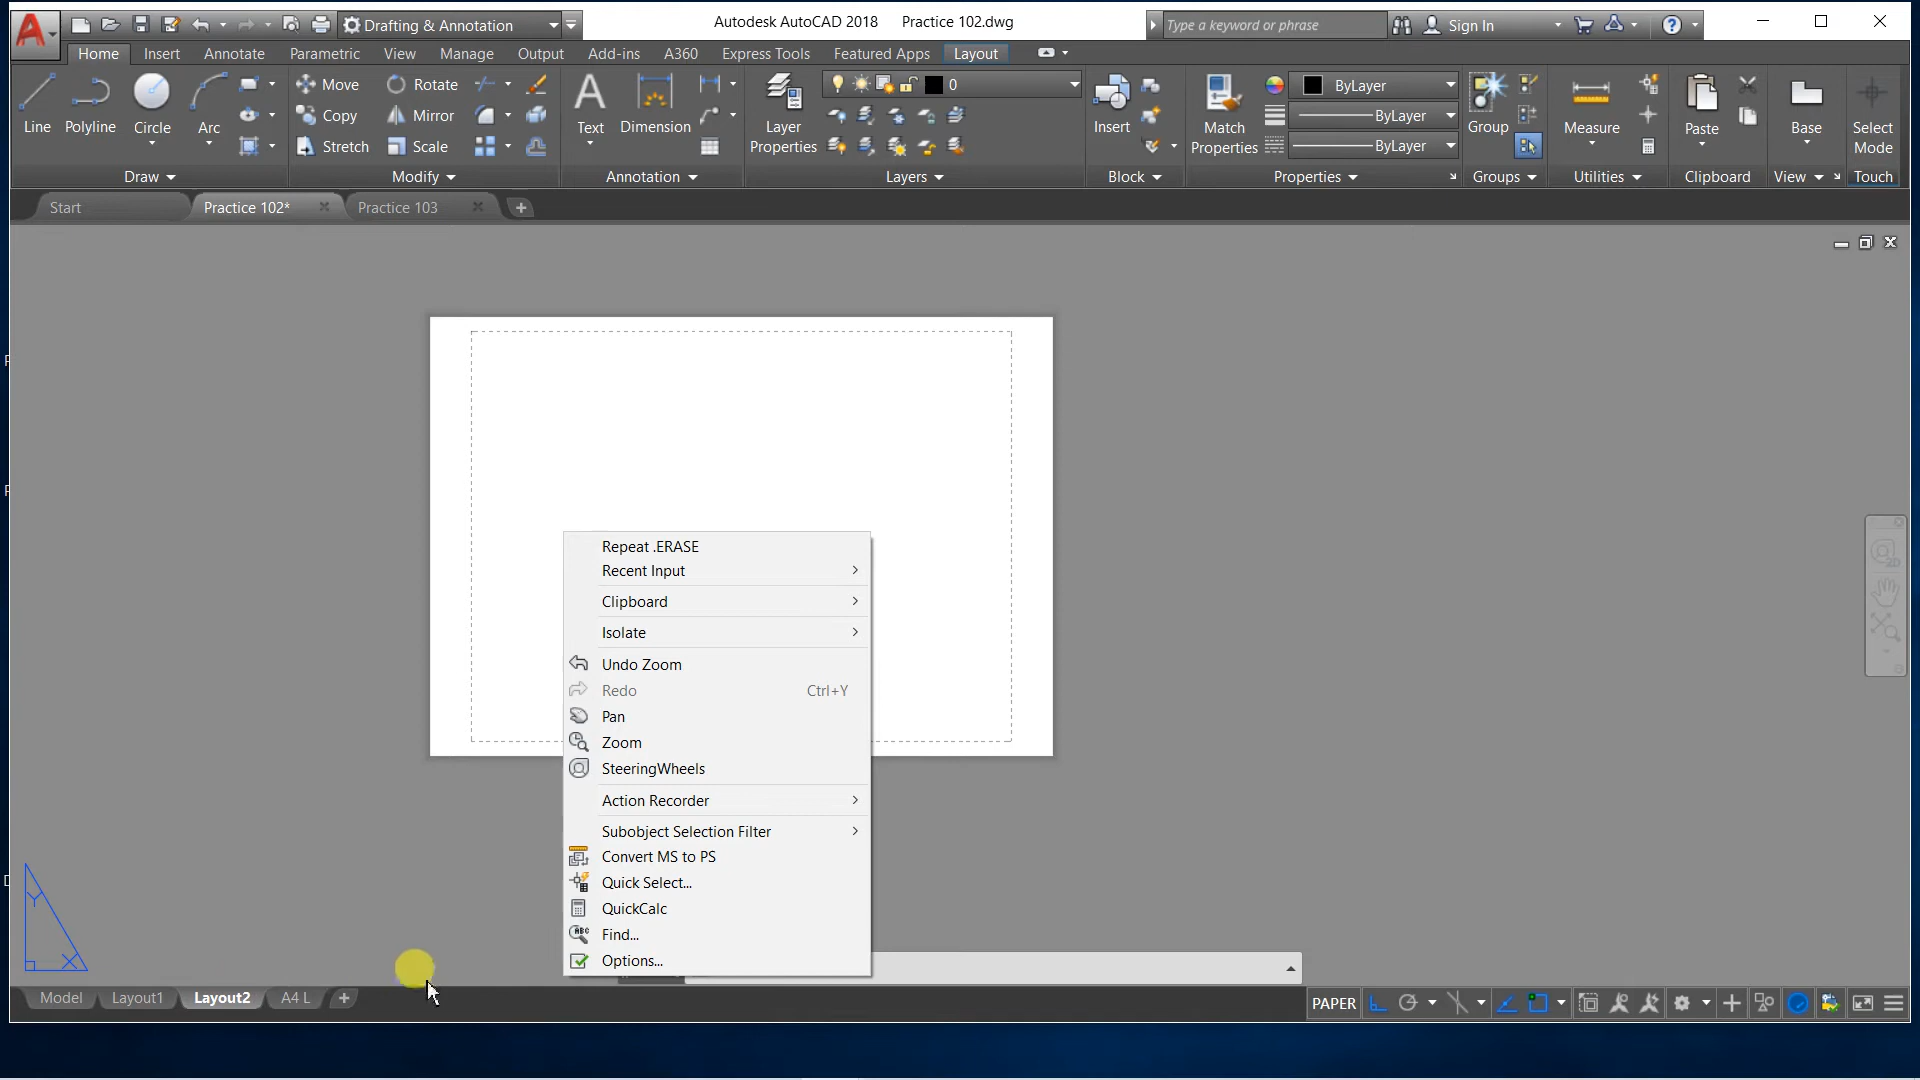 Drafting & Annotation
Autodesk AutoCAD 2018 Practice 102.dwg
Type a keyword or phrase
Sign In
Home Insert Annotate Parametric View Manage Output Add-ins A360 Express Tools Featured Apps Layout
Line Polyline Circle Arc
Move Rotate
Copy Mirror
Stretch Scale
Text Dimension
Layer Properties
0
Insert
Match Properties
ByLayer
ByLayer
ByLayer
Group
Measure
Paste
Base
Select Mode
Draw Modify Annotation Layers Block Properties Groups Utilities Clipboard View Touch
Start Practice 102* Practice 103
Repeat .ERASE
Recent Input
Clipboard
Isolate
Undo Zoom
Redo Ctrl+Y
Pan
Zoom
SteeringWheels
Action Recorder
Subobject Selection Filter
Convert MS to PS
Quick Select...
QuickCalc
Find...
Options...
Y
X
Model Layout1 Layout2 A4 L
PAPER